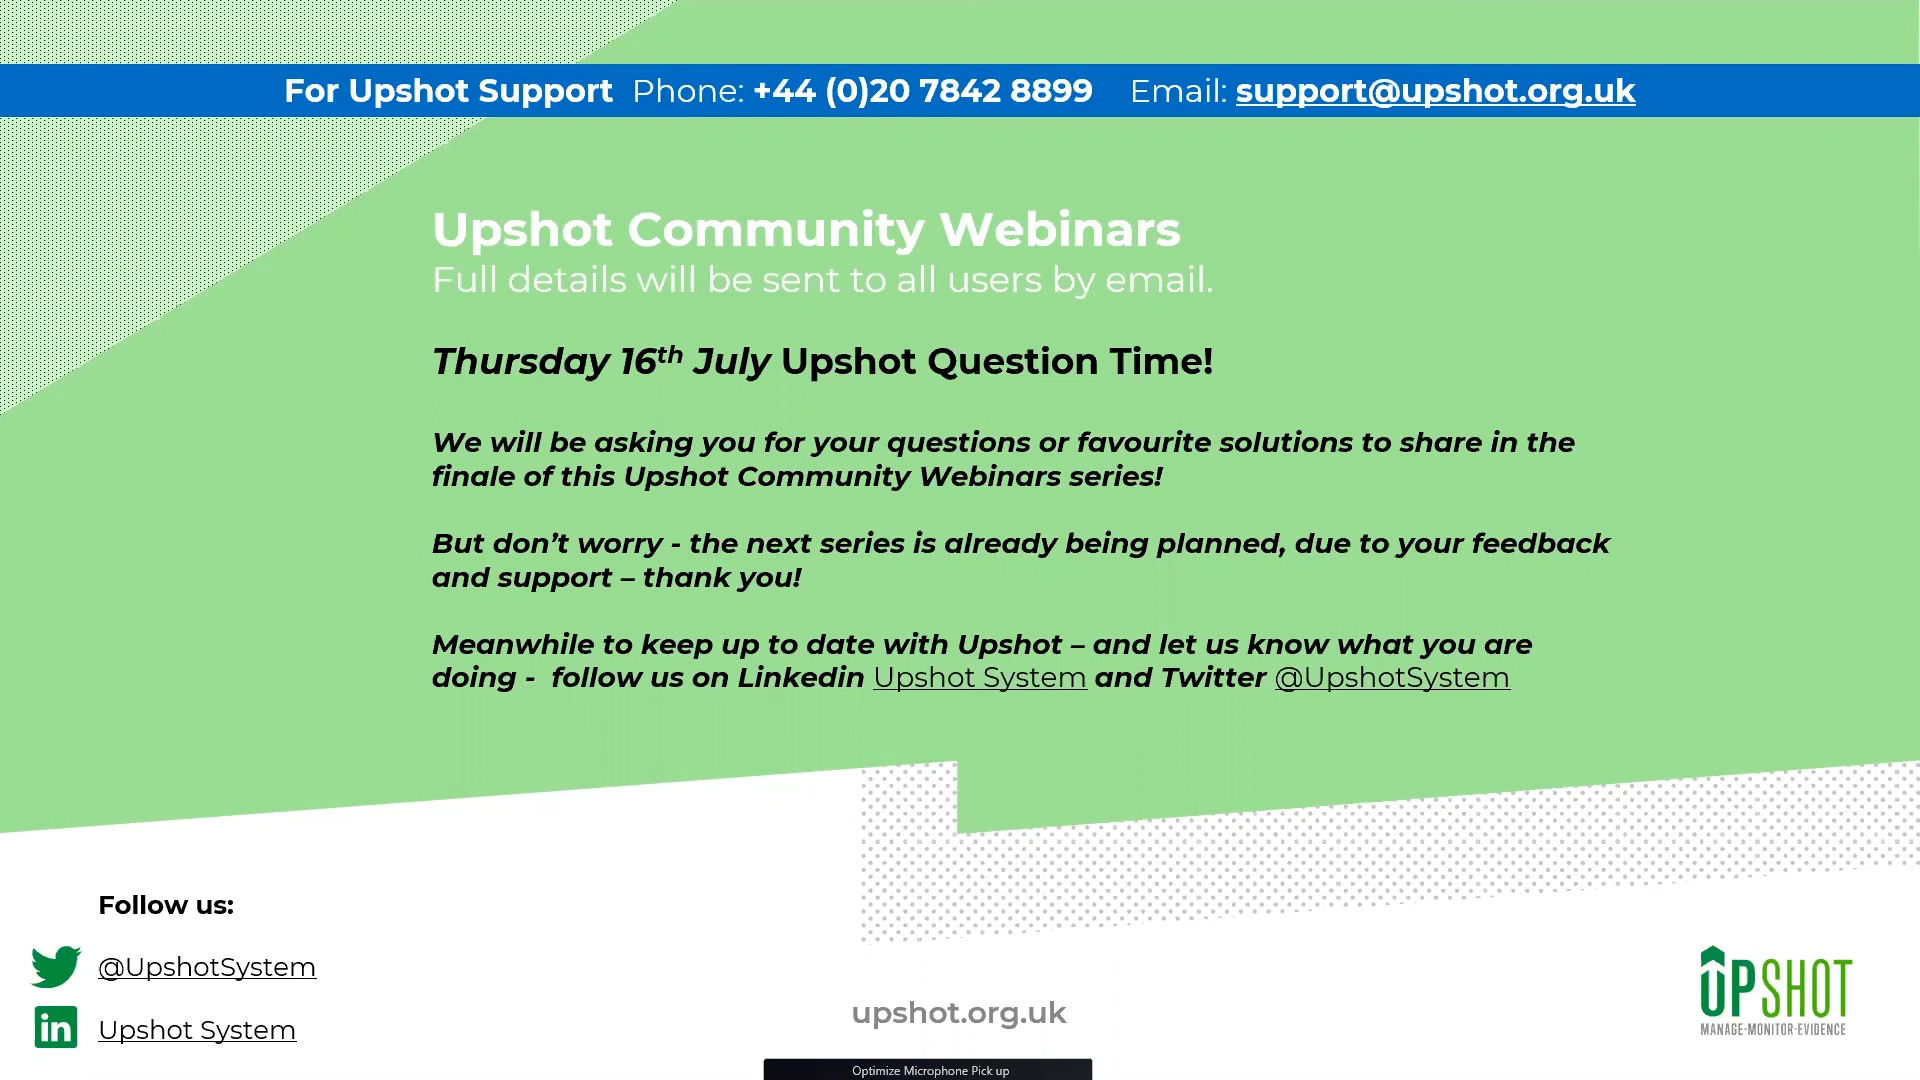 For Upshot Support Phone: +44 (0)20 7842 8899 Email: support@upshot.org.uk
Upshot Community Webinars
Full details will be sent to all users by email.
Thursday 16th July Upshot Question Time!
We will be asking you for your questions or favourite solutions to share in the
finale of this Upshot Community Webinars series!
But don’t worry - the next series is already being planned, due to your feedback
and support – thank you!
Meanwhile to keep up to date with Upshot – and let us know what you are
doing -  follow us on Linkedin Upshot System and Twitter @UpshotSystem
Follow us:
@UpshotSystem
in Upshot System
upshot.org.uk
UPSHOT
MANAGE·MONITOR·EVIDENCE
Optimize Microphone Pick up